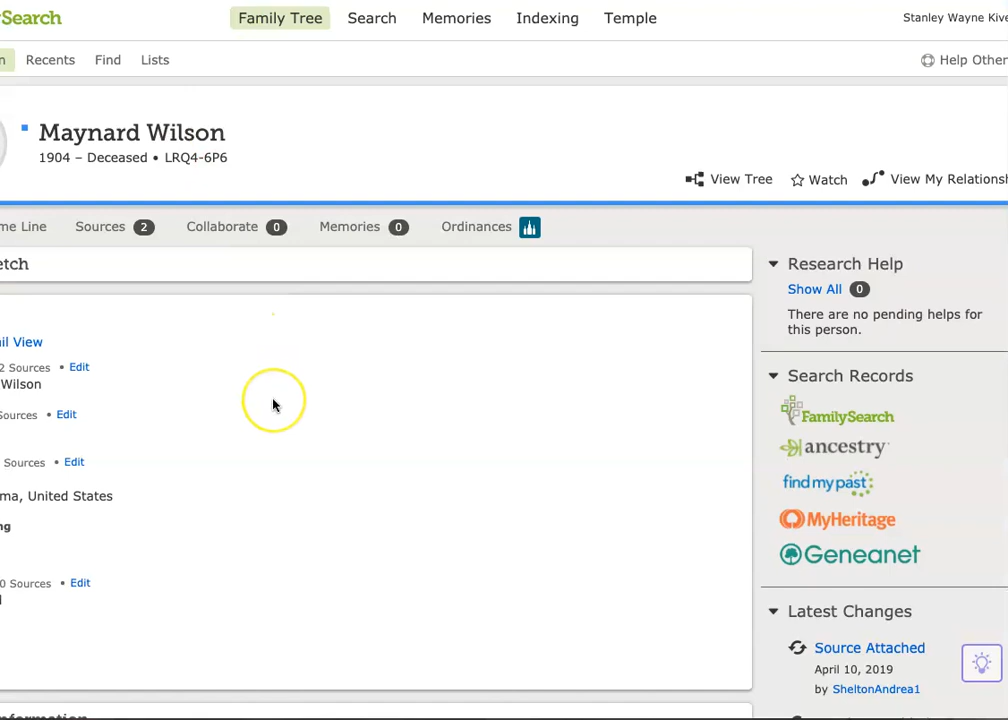 Search
Family Tree Search Memories Indexing Temple
Stanley Wayne Kive
n Recents Find Lists
Help Other
Maynard Wilson
1904 – Deceased • LRQ4-6P6
View Tree Watch View My Relationsh
me Line Sources 2 Collaborate 0 Memories 0 Ordinances
etch
Research Help
Show All 0
There are no pending helps for
this person.
il View
2 Sources • Edit
Wilson
Sources • Edit
Sources • Edit
ma, United States
ng
0 Sources • Edit
Search Records
FamilySearch
ancestry
findmypast
MyHeritage
Geneanet
Latest Changes
Source Attached
April 10, 2019
by SheltonAndrea1